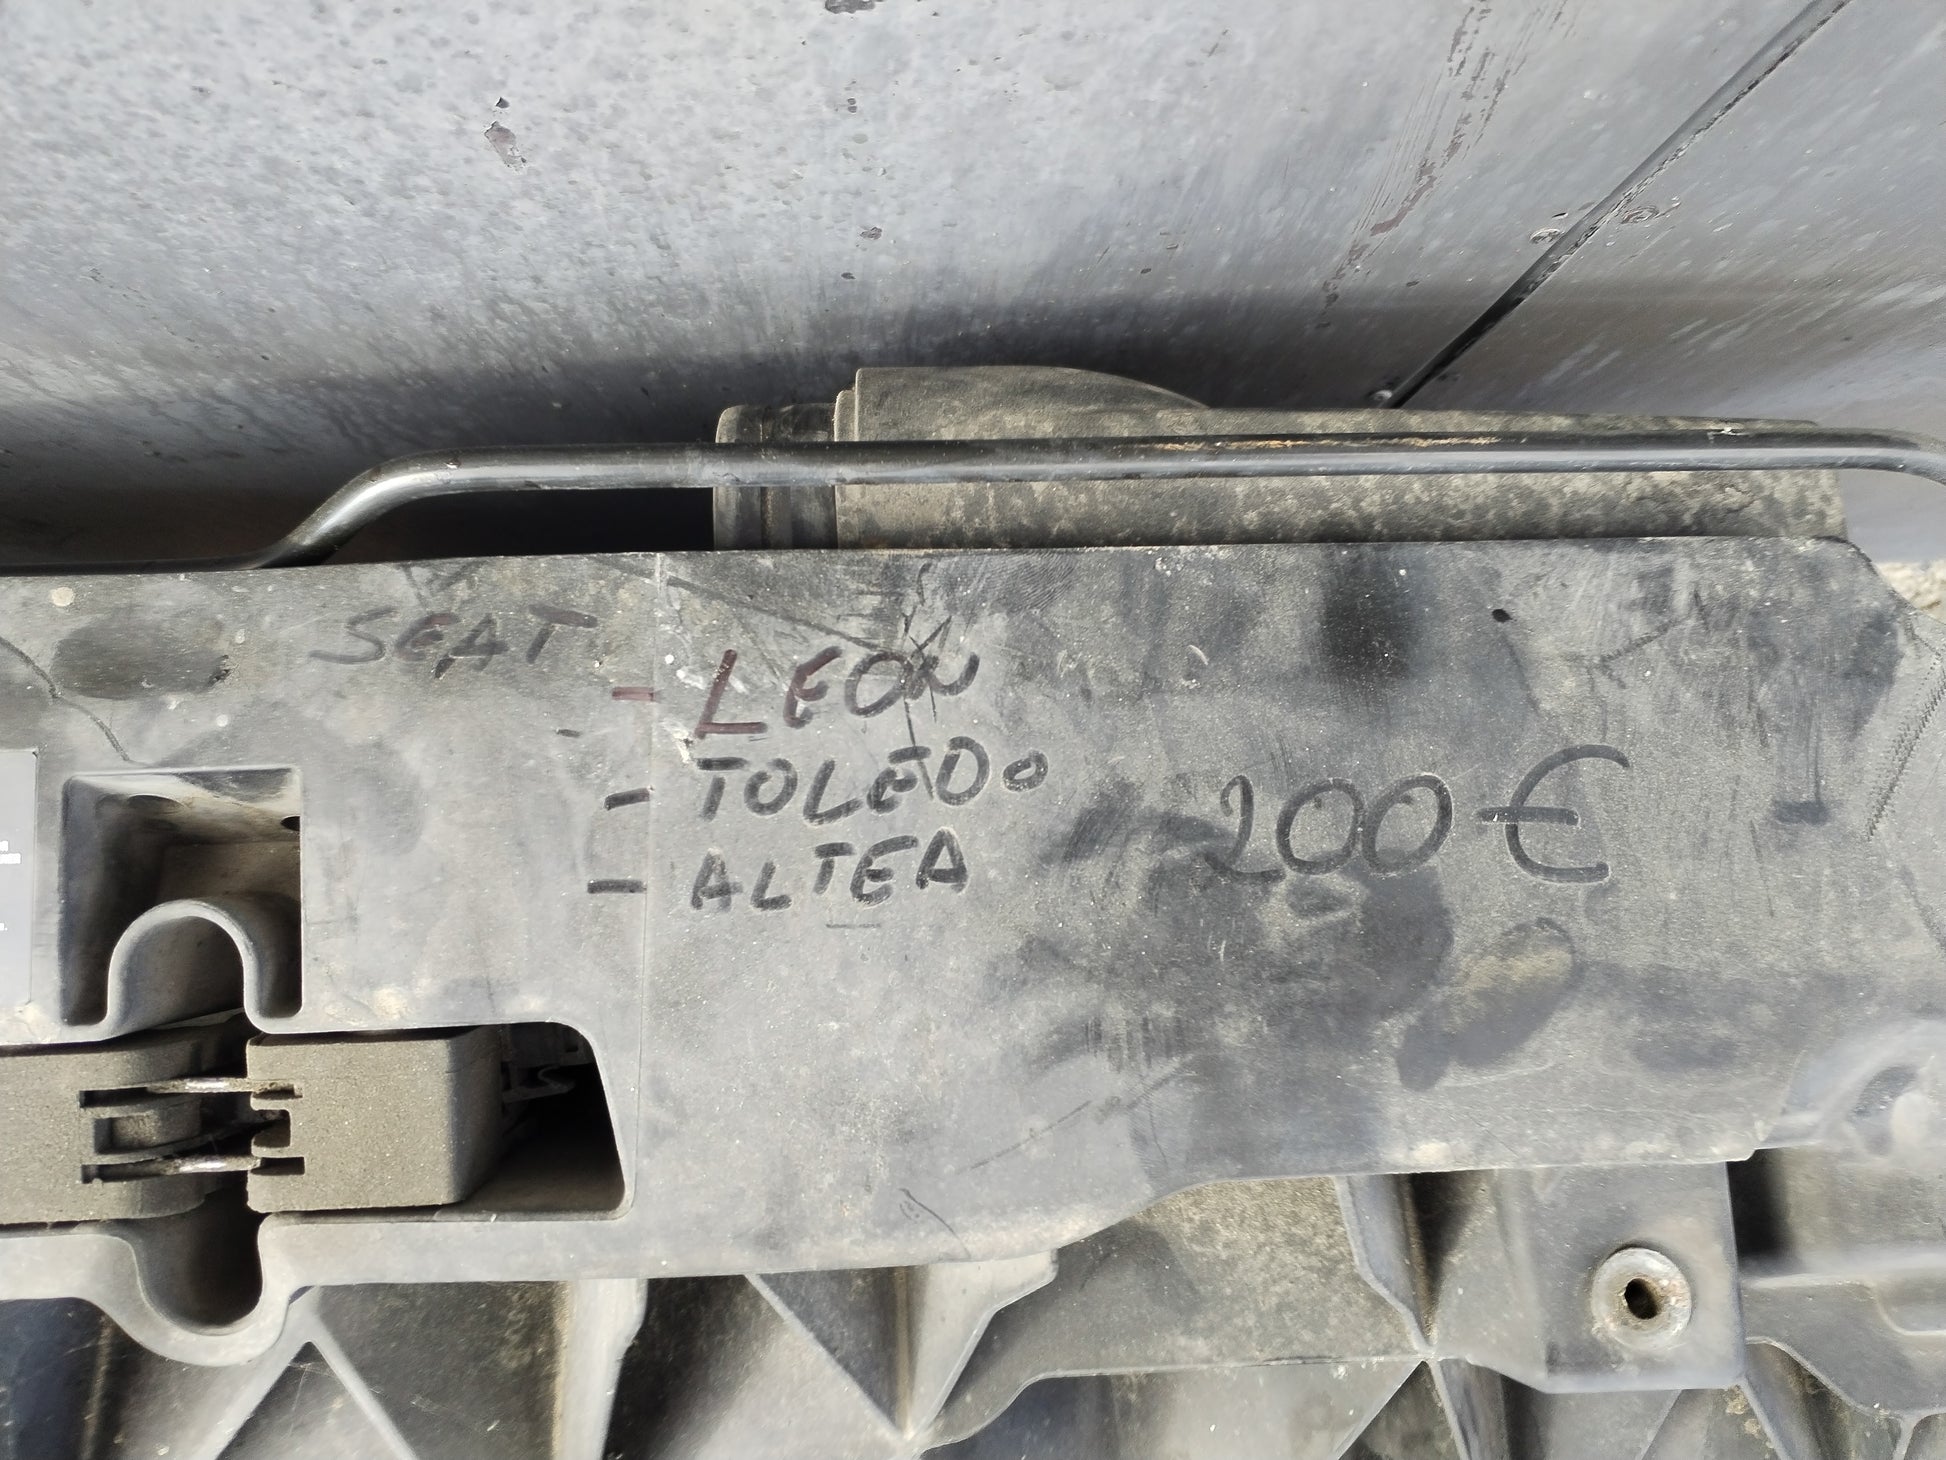 SEAT
- LEON
- TOLEDO
- ALTEA
200€